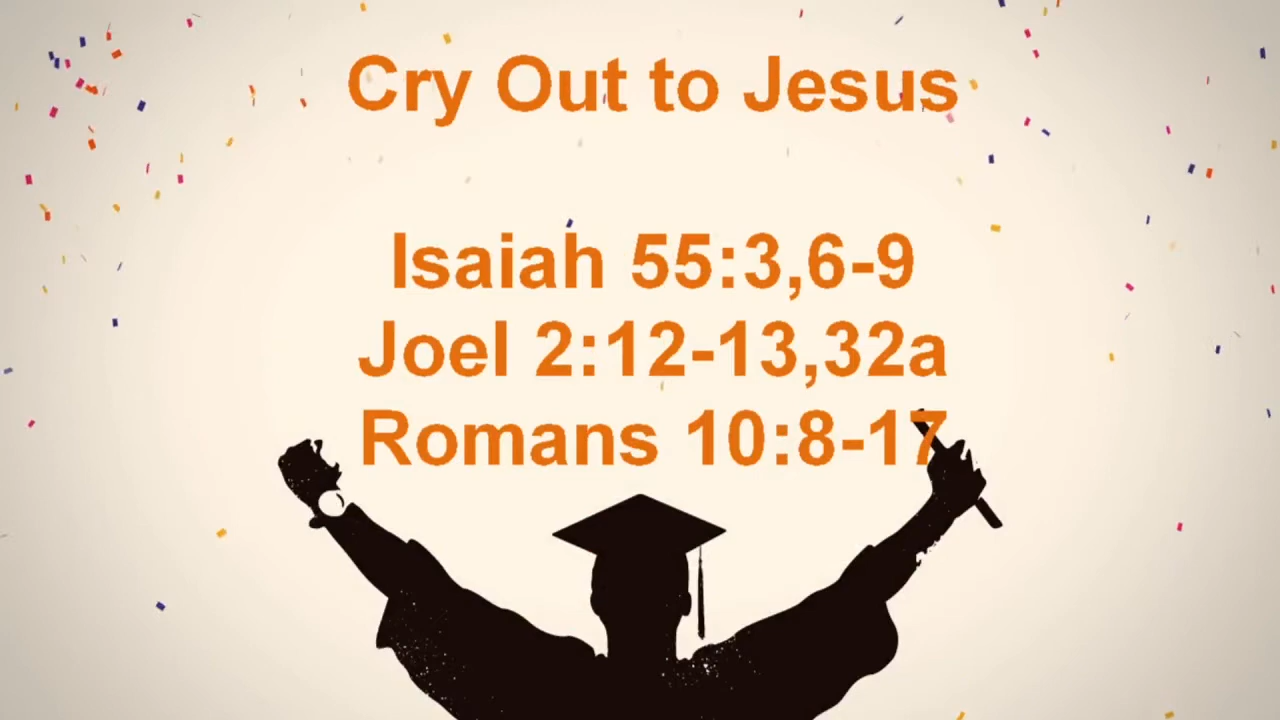 Cry Out to Jesus
Isaiah 55:3,6-9
Joel 2:12-13,32a
Romans 10:8-17